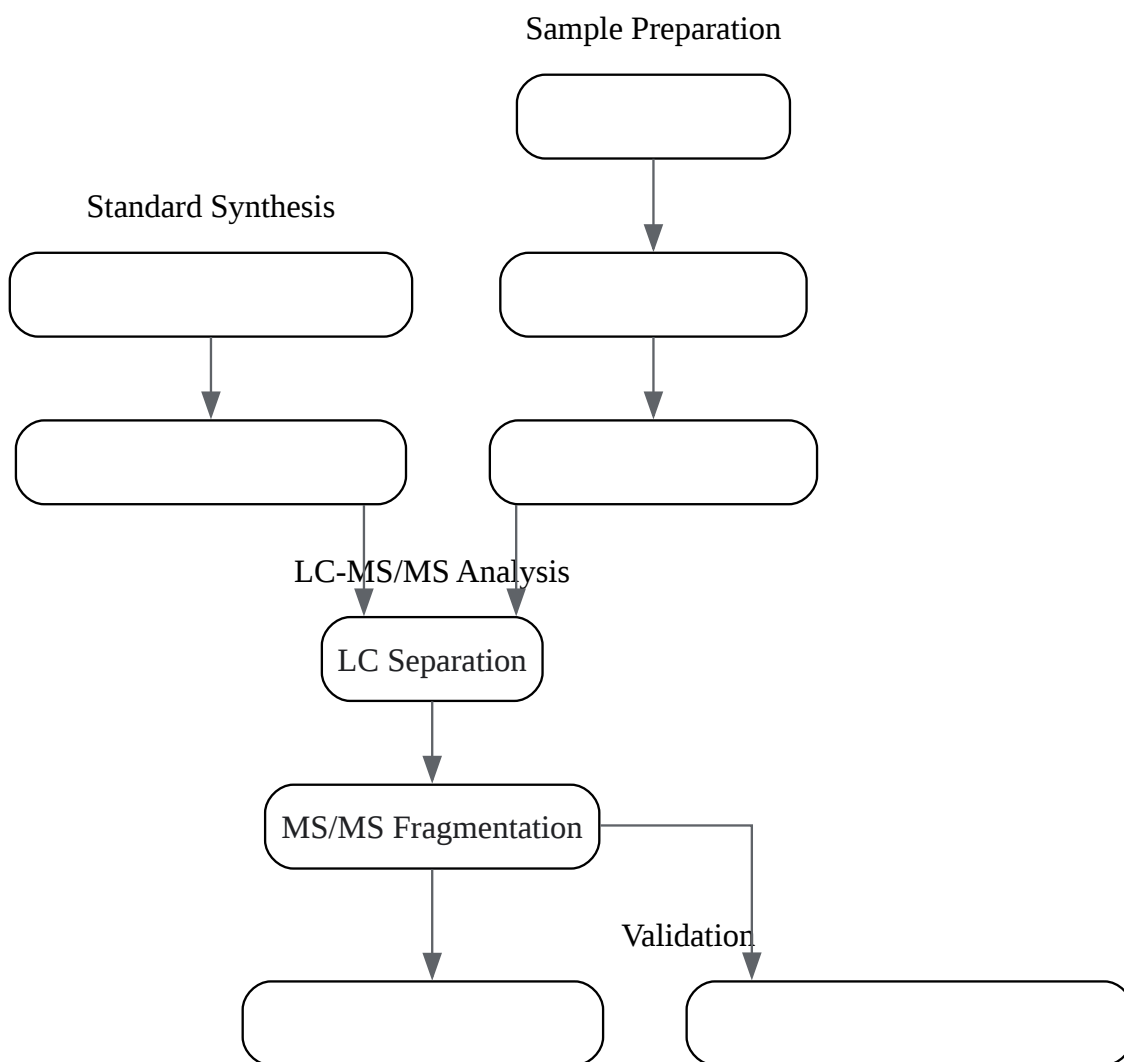 Sample Preparation
Standard Synthesis
LC-MS/MS Analysis
LC Separation
MS/MS Fragmentation
Validation